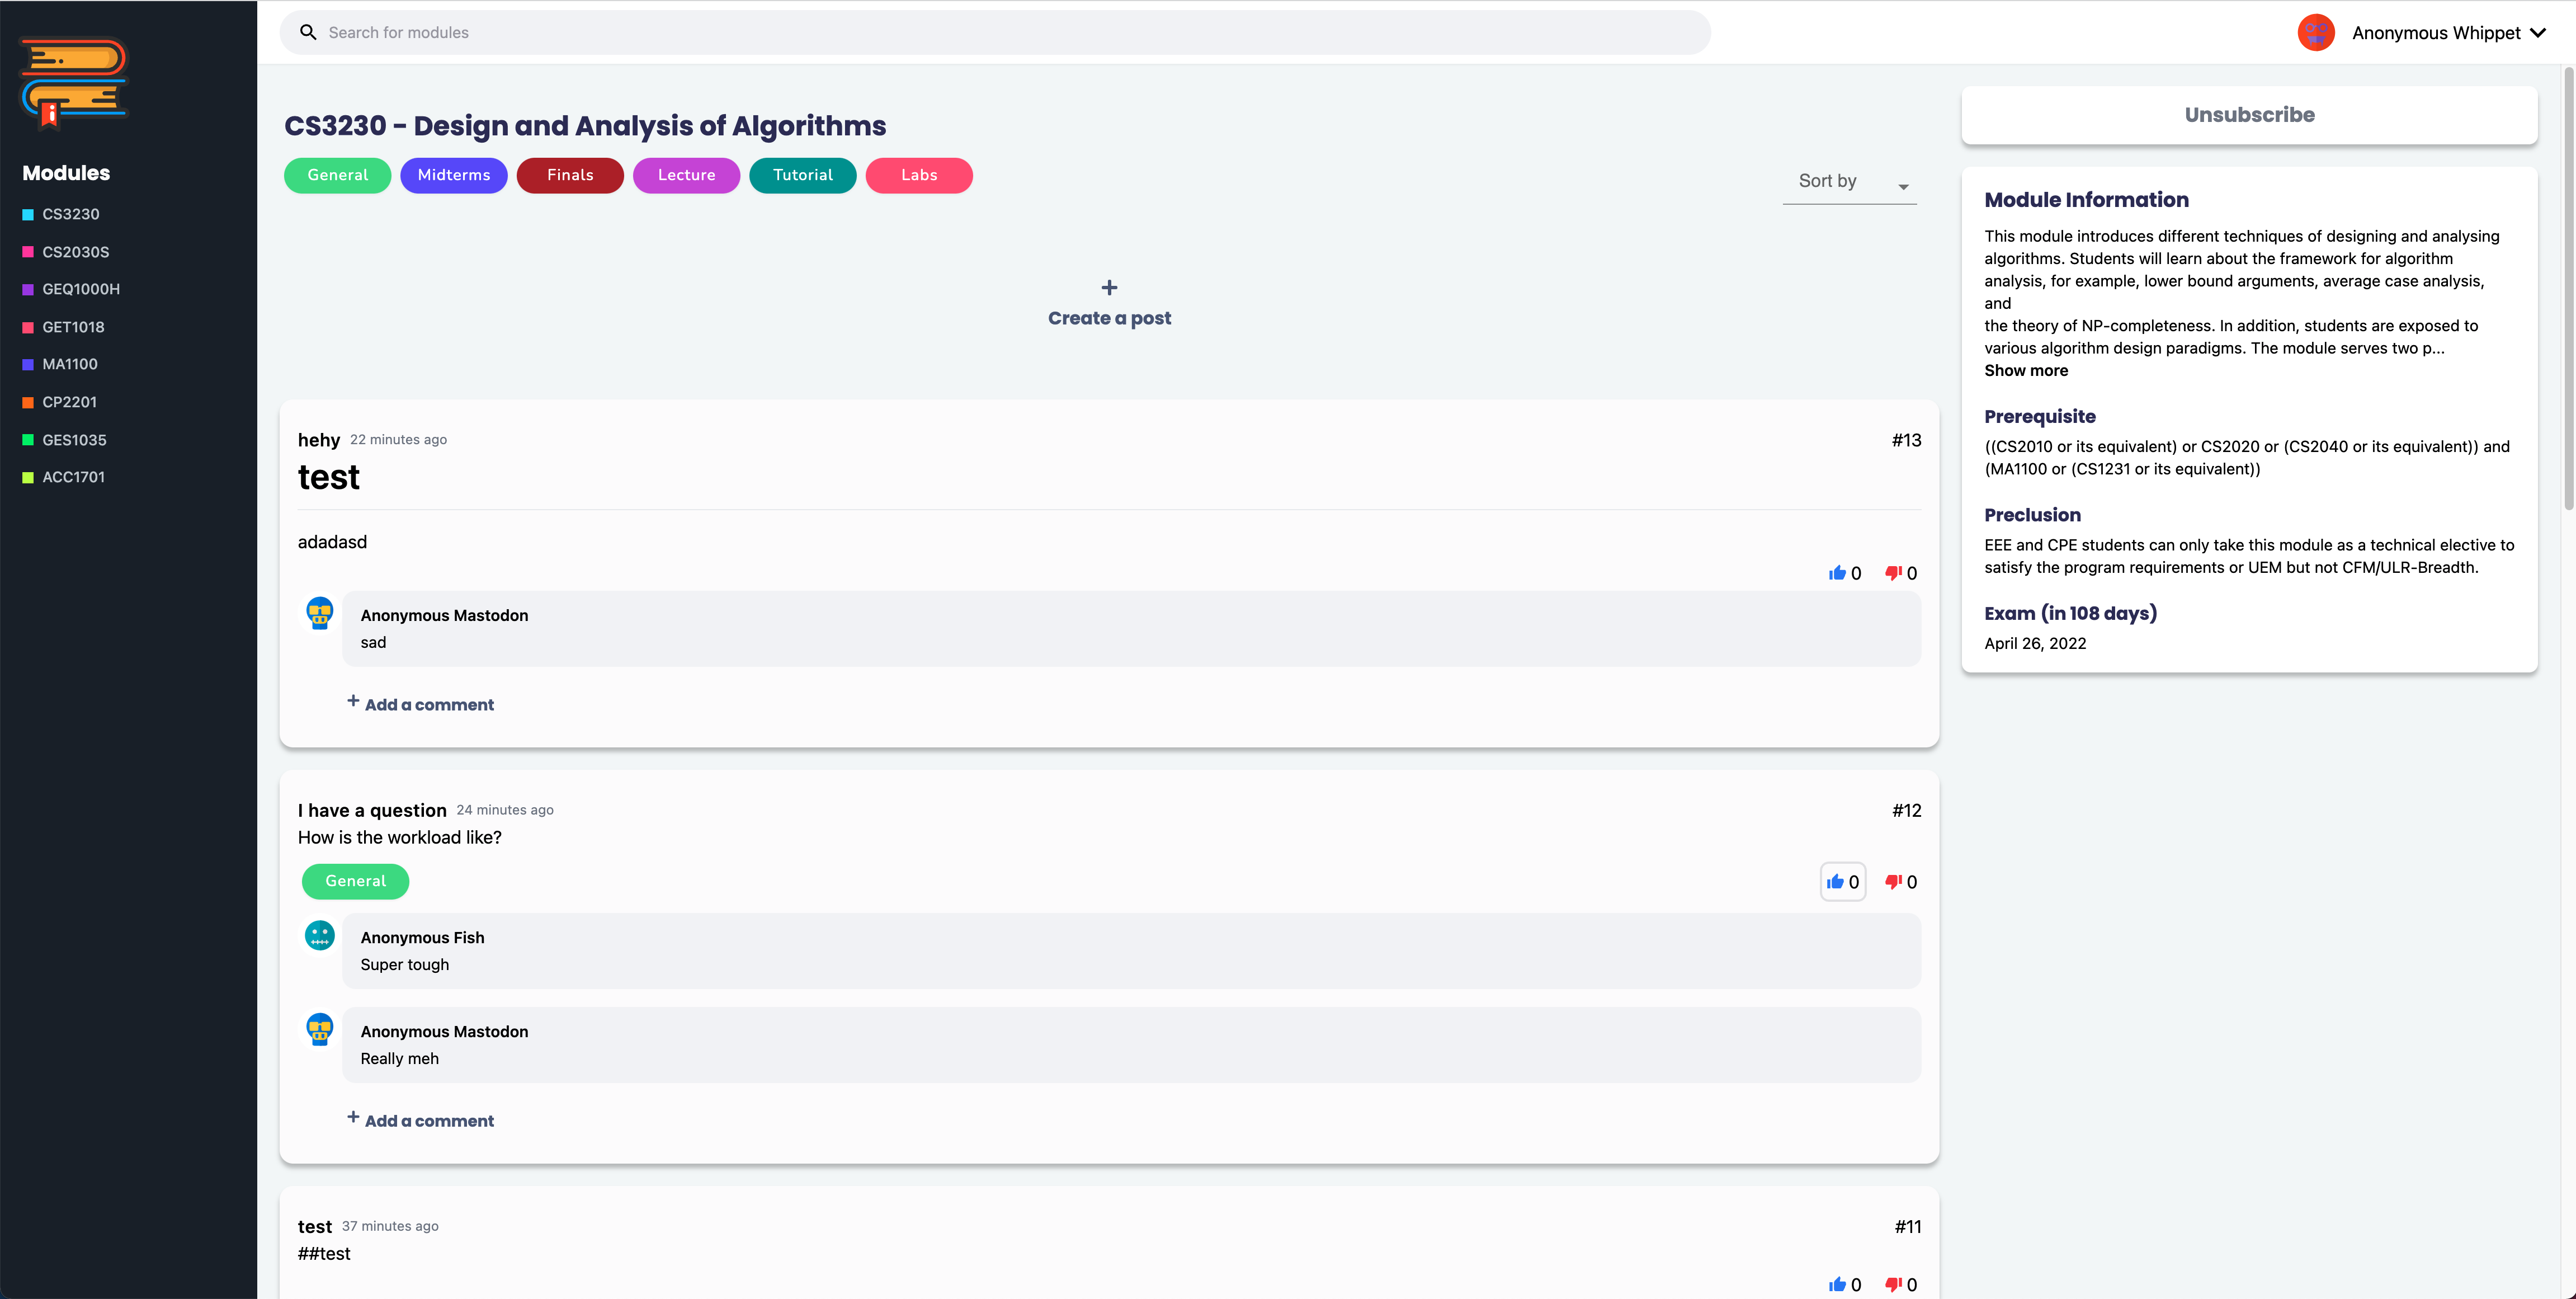 Search for modules
Anonymous Whippet
Modules
CS3230
CS2030S
GEQ1000H
GET1018
MA1100
CP2201
GES1035
ACC1701
CS3230 - Design and Analysis of Algorithms
General Midterms Finals Lecture Tutorial Labs
Sort by
+
Create a post
hehy 22 minutes ago #13
test
adadasd
0 0
Anonymous Mastodon
sad
+ Add a comment
I have a question 24 minutes ago #12
How is the workload like?
General
0 0
Anonymous Fish
Super tough
Anonymous Mastodon
Really meh
+ Add a comment
test 37 minutes ago #11
##test
0 0
Unsubscribe
Module Information
This module introduces different techniques of designing and analysing
algorithms. Students will learn about the framework for algorithm
analysis, for example, lower bound arguments, average case analysis,
and
the theory of NP-completeness. In addition, students are exposed to
various algorithm design paradigms. The module serves two p...
Show more
Prerequisite
((CS2010 or its equivalent) or CS2020 or (CS2040 or its equivalent)) and
(MA1100 or (CS1231 or its equivalent))
Preclusion
EEE and CPE students can only take this module as a technical elective to
satisfy the program requirements or UEM but not CFM/ULR-Breadth.
Exam (in 108 days)
April 26, 2022